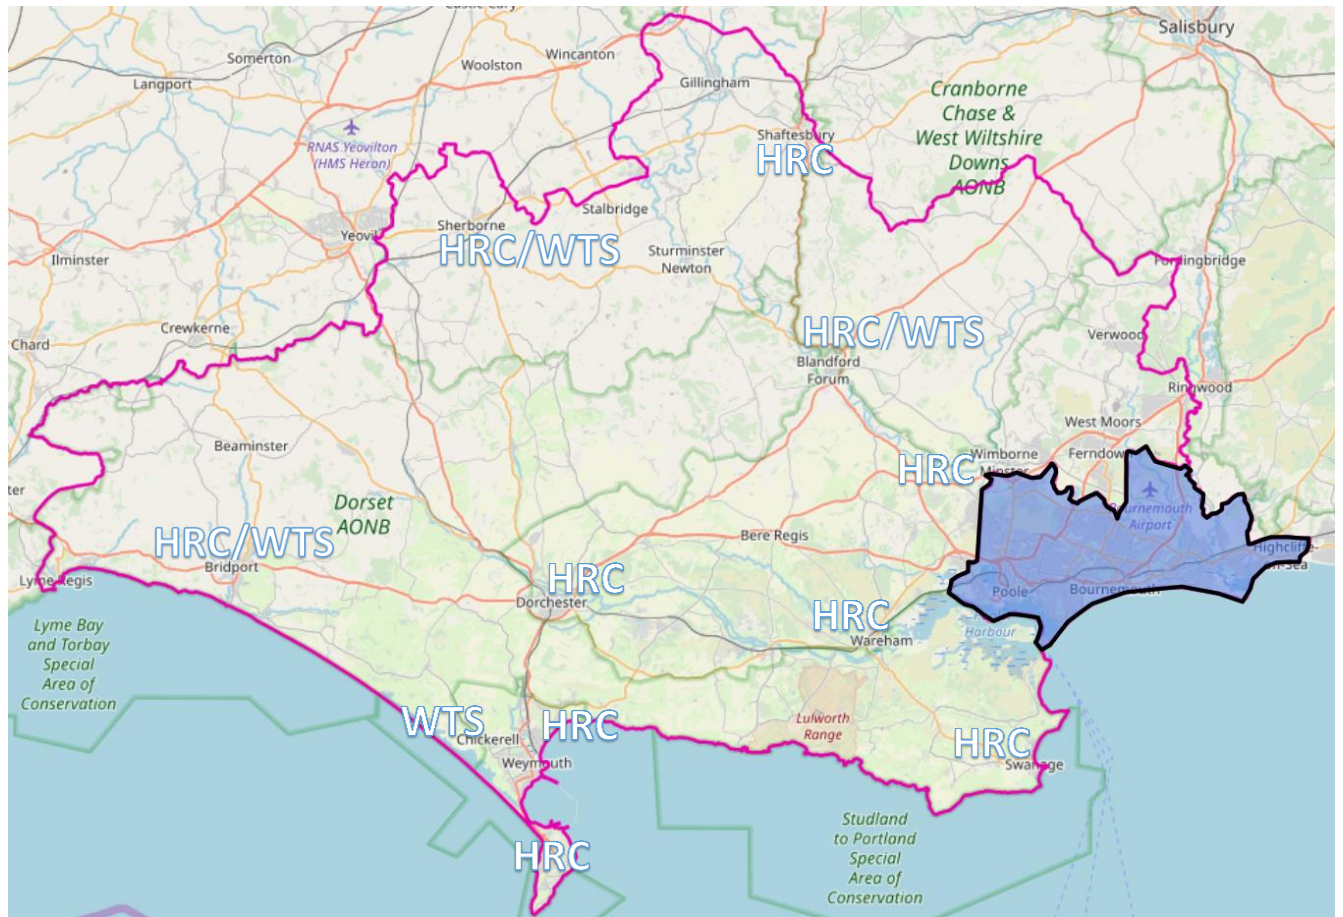 Castle Cary
Salisbury
Somerton
Wincanton
Woolston
Langport
Gillingham
Cranborne
Chase &
West Wiltshire
Downs
AONB
RNAS Yeovilton
(HMS Heron)
Shaftesbury
HRC
Stalbridge
Sherborne
Yeovil
HRC/WTS
Sturminster
Newton
Ilminster
Fordingbridge
Crewkerne
HRC/WTS
Verwood
Chard
Blandford
Forum
Ringwood
West Moors
Beaminster
Wimborne
Minster
Ferndown
HRC
Dorset
AONB
Bournemouth
Airport
Bere Regis
HRC/WTS
Bridport
Highcliffe-
on-Sea
Lyme Regis
HRC
Dorchester
Poole
Bournemouth
HRC
Wareham
Harbour
Lyme Bay
and Torbay
Special
Area of
Conservation
WTS
HRC
Chickerell
Weymouth
Lulworth
Range
HRC
Swanage
Studland
to Portland
Special
Area of
Conservation
HRC